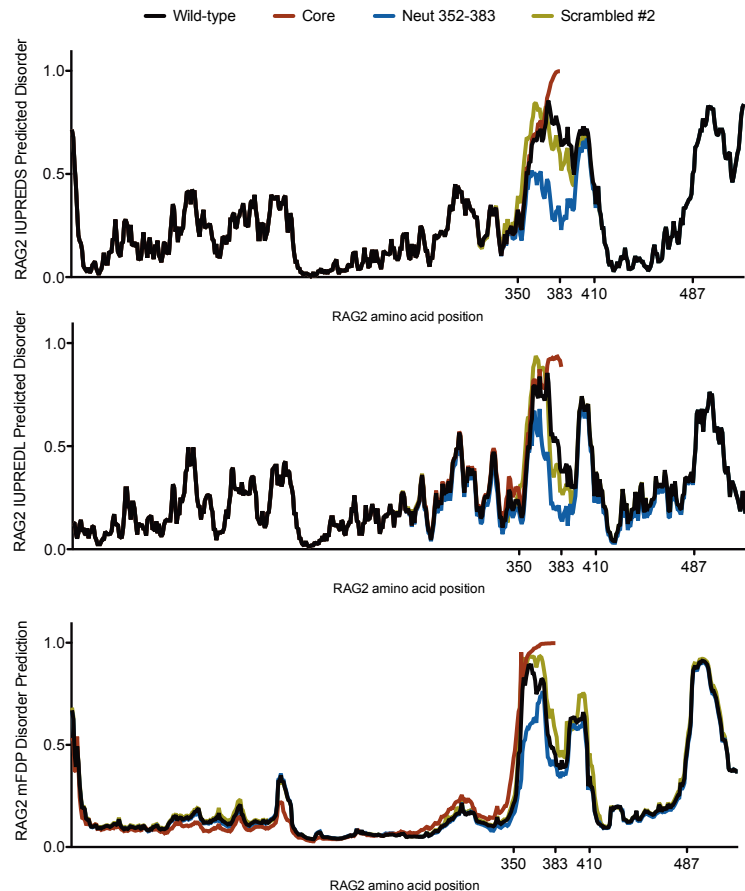 Wild-type Core Neut 352-383 Scrambled #2
RAG2 IUPREDS Predicted Disorder
1.0
0.5
0.0
350 383 410 487
RAG2 amino acid position
RAG2 IUPREDL Predicted Disorder
1.0
0.5
0.0
350 383 410 487
RAG2 amino acid position
RAG2 mFDP Disorder Prediction
1.0
0.5
0.0
350 383 410 487
RAG2 amino acid position